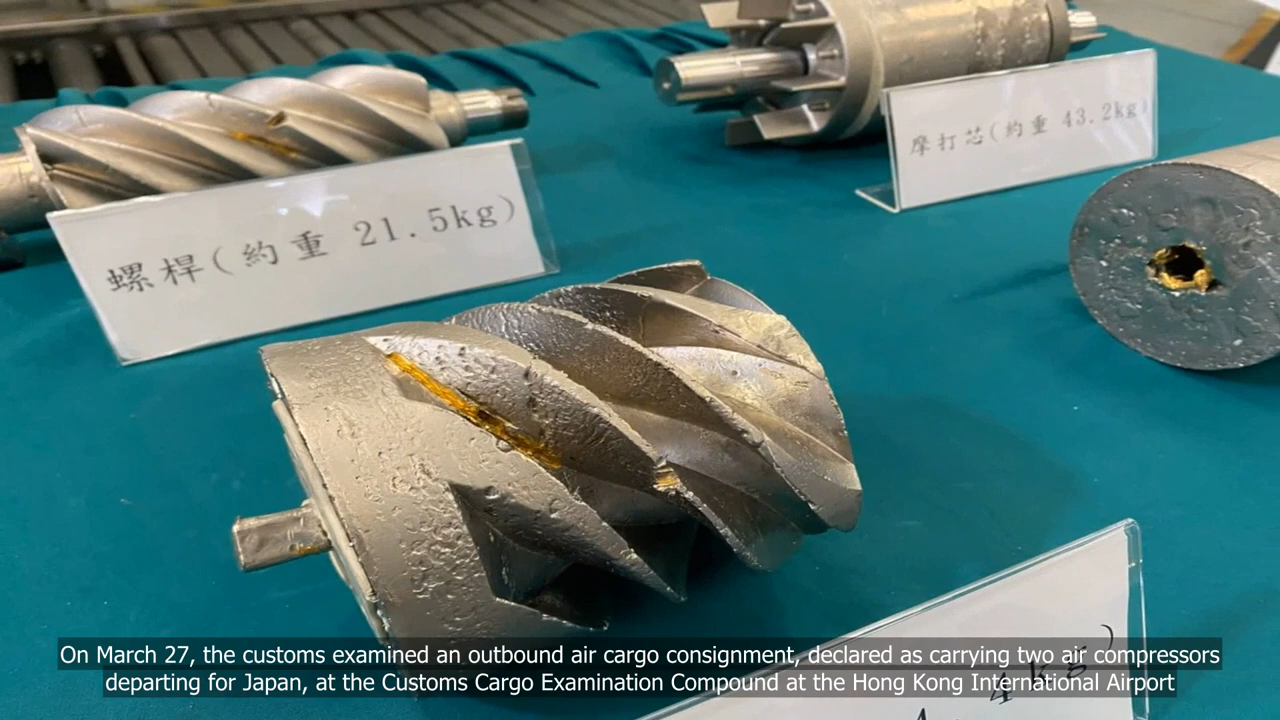 摩打芯(約重 43.2kg)
螺桿(約重 21.5kg)
kg)
On March 27, the customs examined an outbound air cargo consignment, declared as carrying two air compressors
departing for Japan, at the Customs Cargo Examination Compound at the Hong Kong International Airport